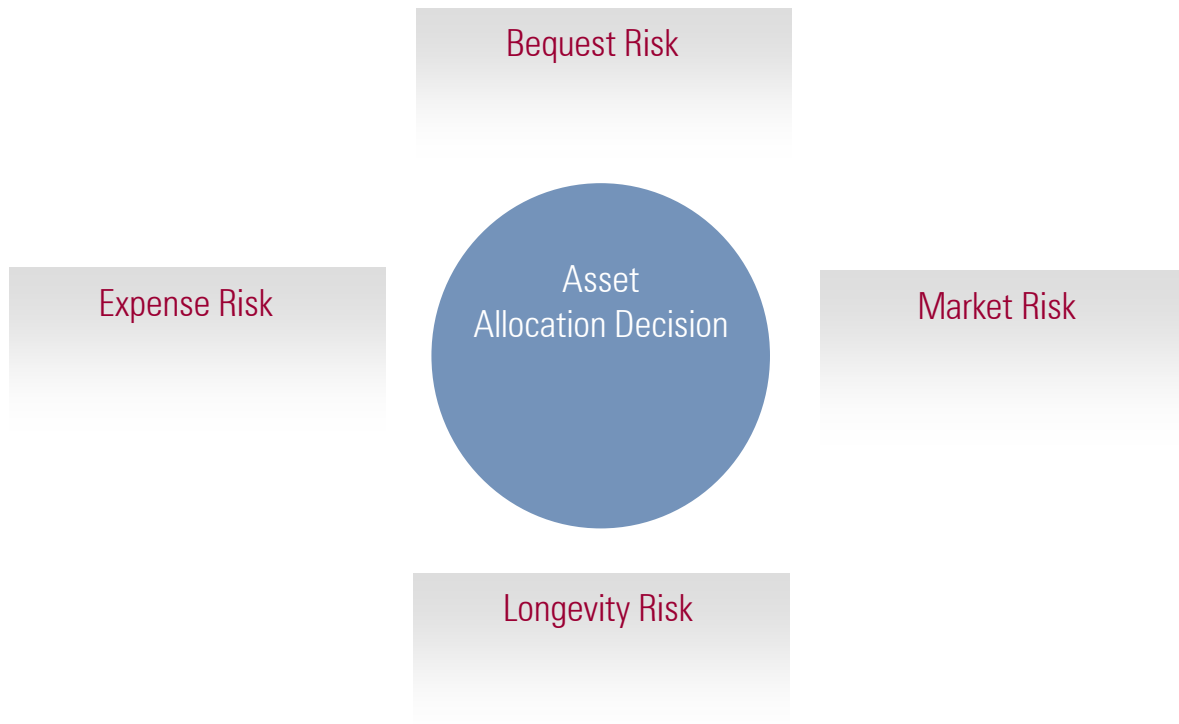 Bequest Risk
Asset
Allocation Decision
Expense Risk
Market Risk
Longevity Risk